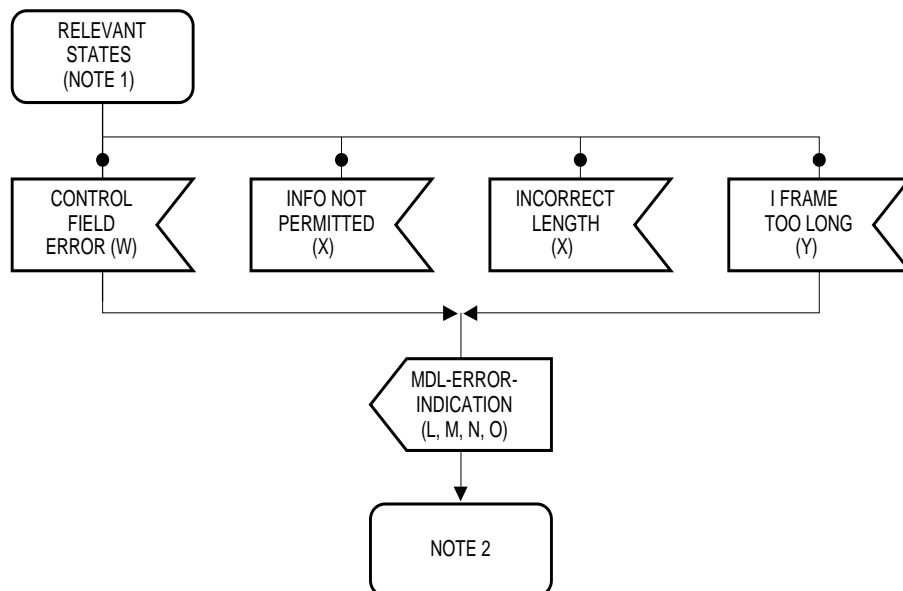 RELEVANT
STATES
(NOTE 1)
CONTROL
FIELD
ERROR (W)
INFO NOT
PERMITTED
(X)
INCORRECT
LENGTH
(X)
I FRAME
TOO LONG
(Y)
MDL-ERROR-
INDICATION
(L, M, N, O)
NOTE 2